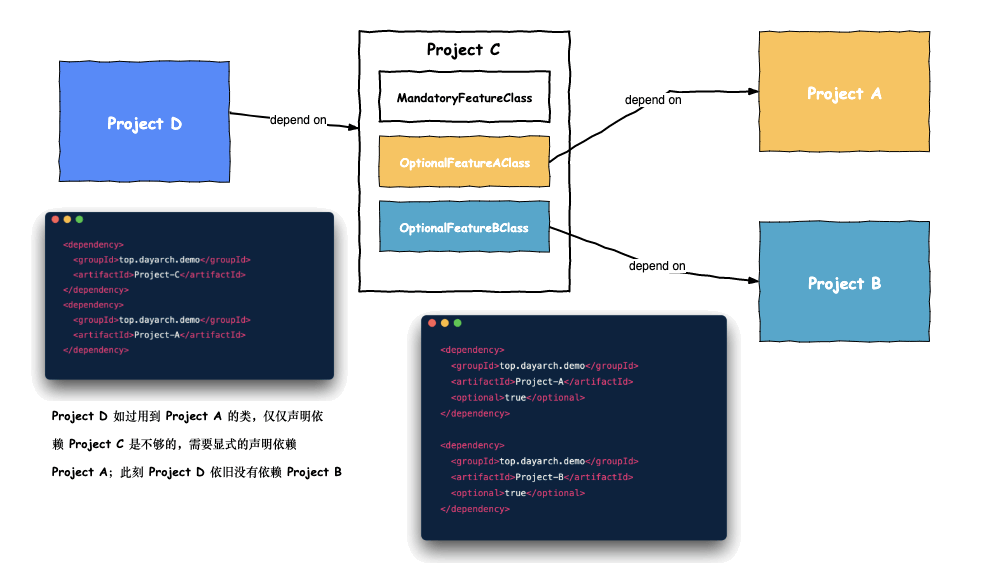 Project C
Project D
MandatoryFeatureClass
OptionalFeatureAClass
OptionalFeatureBClass
depend on
depend on
Project A
depend on
Project B
<dependency>
<groupId>top.dayarch.demo</groupId>
<artifactId>Project-C</artifactId>
</dependency>
<dependency>
<groupId>top.dayarch.demo</groupId>
<artifactId>Project-A</artifactId>
</dependency>
Project D 如过用到 Project A 的类，仅仅声明依
赖 Project C 是不够的，需要显式的声明依赖
Project A；此刻 Project D 依旧没有依赖 Project B
<dependency>
<groupId>top.dayarch.demo</groupId>
<artifactId>Project-A</artifactId>
<optional>true</optional>
</dependency>
<dependency>
<groupId>top.dayarch.demo</groupId>
<artifactId>Project-B</artifactId>
<optional>true</optional>
</dependency>